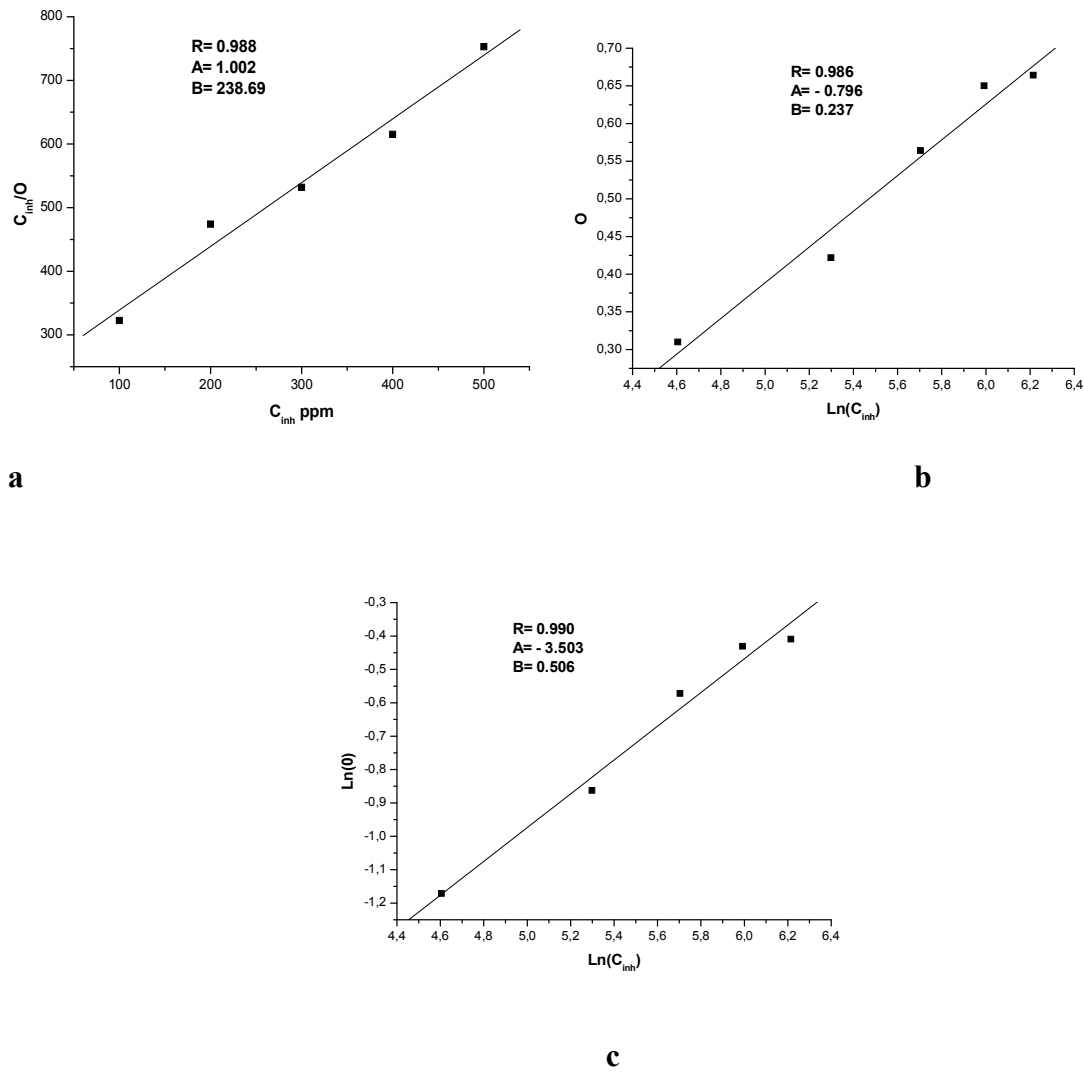 R= 0.988
A= 1.002
B= 238.69
800
700
600
500
400
300
C_inh/O
100 200 300 400 500
C_inh ppm
a
R= 0.986
A= - 0.796
B= 0.237
0,70
0,65
0,60
0,55
0,50
0,45
0,40
0,35
0,30
O
4,4 4,6 4,8 5,0 5,2 5,4 5,6 5,8 6,0 6,2 6,4
Ln(C_inh)
b
R= 0.990
A= - 3.503
B= 0.506
-0,3
-0,4
-0,5
-0,6
-0,7
-0,8
-0,9
-1,0
-1,1
-1,2
Ln(0)
4,4 4,6 4,8 5,0 5,2 5,4 5,6 5,8 6,0 6,2 6,4
Ln(C_inh)
c